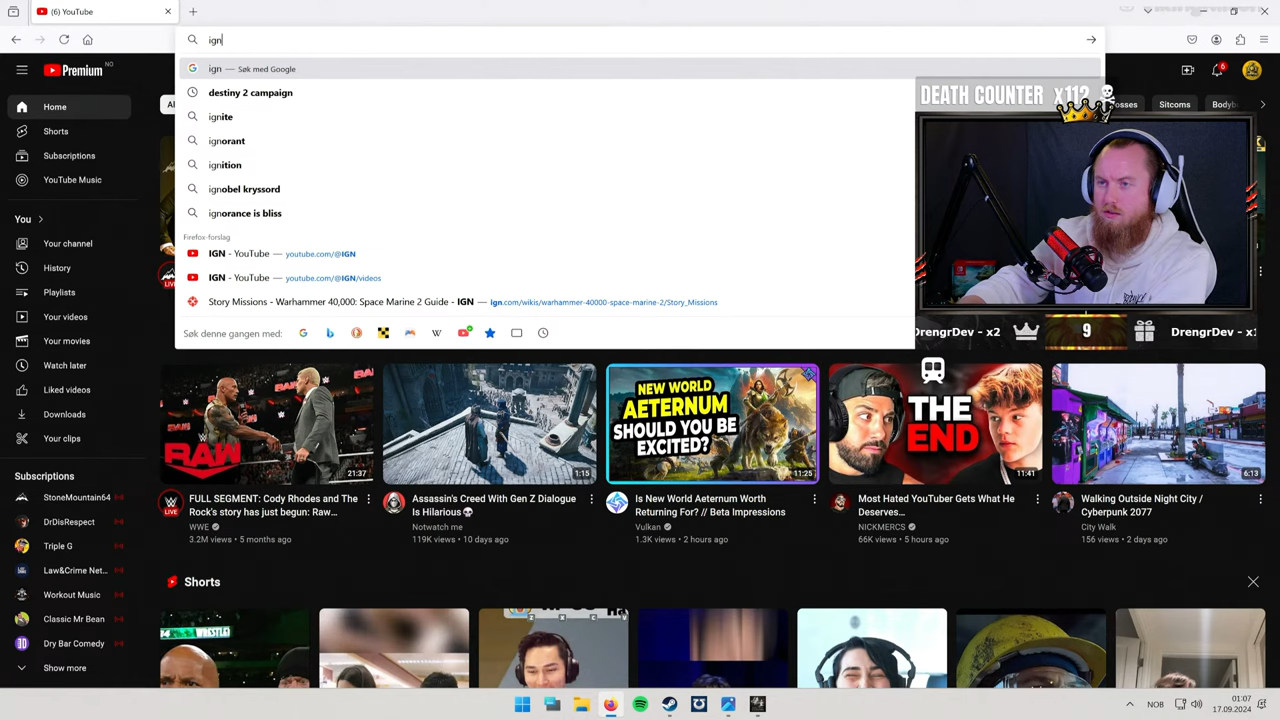 (6) YouTube
ign
ign — Søk med Google
destiny 2 campaign
ignite
ignorant
ignition
ignobel kryssord
ignorance is bliss
Firefox-forslag
IGN - YouTube — youtube.com/@IGN
IGN - YouTube — youtube.com/@IGN/videos
Story Missions - Warhammer 40,000: Space Marine 2 Guide - IGN — ign.com/wikis/warhammer-40000-space-marine-2/Story_Missions
Søk denne gangen med:
Premium NO
6
Home
Shorts
Subscriptions
YouTube Music
You
Your channel
History
Playlists
Your videos
Your movies
Watch later
Liked videos
Downloads
Your clips
Subscriptions
StoneMountain64
DrDisRespect
Triple G
Law&Crime Net...
Workout Music
Classic Mr Bean
Dry Bar Comedy
Show more
Sitcoms
DEATH COUNTER x112
DrengrDev - x2
9
DrengrDev - x
RAW
21:37
1:15
NEW WORLD
AETERNUM
SHOULD YOU BE
EXCITED?
11:25
THE
END
11:41
6:13
FULL SEGMENT: Cody Rhodes and The
Rock's story has just begun: Raw...
WWE
3.2M views • 5 months ago
LIVE
Assassin's Creed With Gen Z Dialogue
Is Hilarious
Notwatch me
119K views • 10 days ago
Is New World Aeternum Worth
Returning For? // Beta Impressions
Vulkan
1.3K views • 2 hours ago
Most Hated YouTuber Gets What He
Deserves...
NICKMERCS
66K views • 5 hours ago
Walking Outside Night City /
Cyberpunk 2077
City Walk
156 views • 2 days ago
Shorts
NOB
01:07
17.09.2024